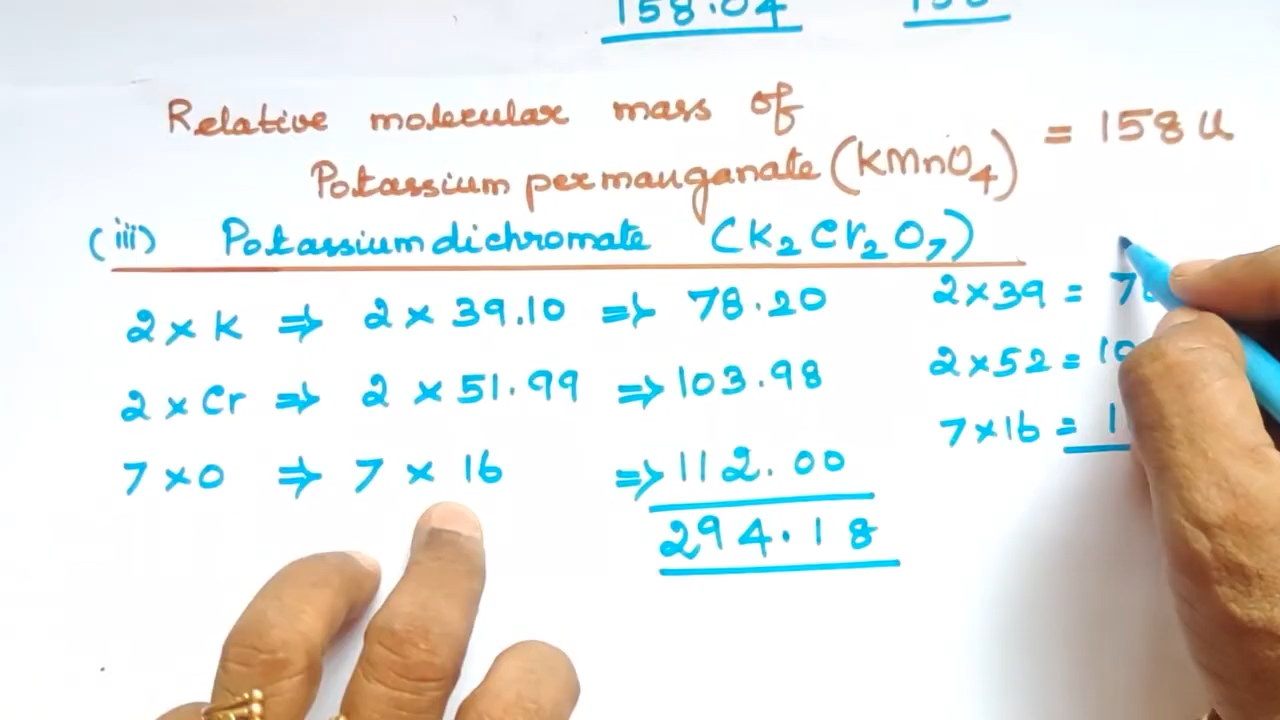 158.04
Relative molecular mass of
Potassium permanganate (KMnO4) = 158 u
(iii) Potassium dichromate (K2Cr2O7)
2 × K ⇒ 2 × 39.10 ⇒ 78.20 2×39 =
2 × Cr ⇒ 2 × 51.99 ⇒ 103.98 2×52 =
7 × O ⇒ 7 × 16 ⇒ 112.00 7×16 =
294.18